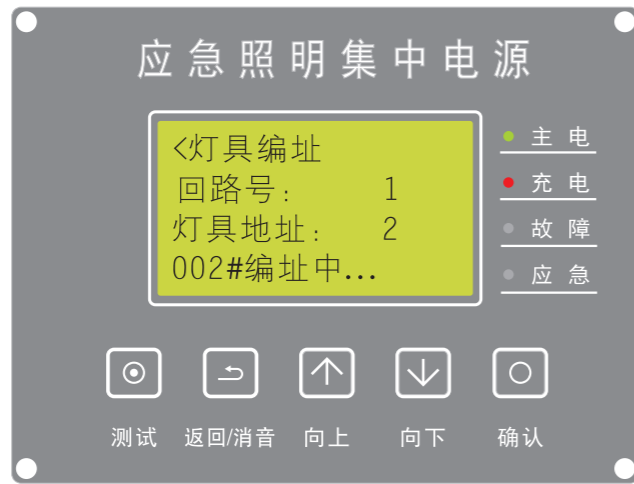 应急照明集中电源
<灯具编址
回路号: 1
灯具地址: 2
002#编址中...
主电
充电
故障
应急
测试 返回/消音 向上 向下 确认